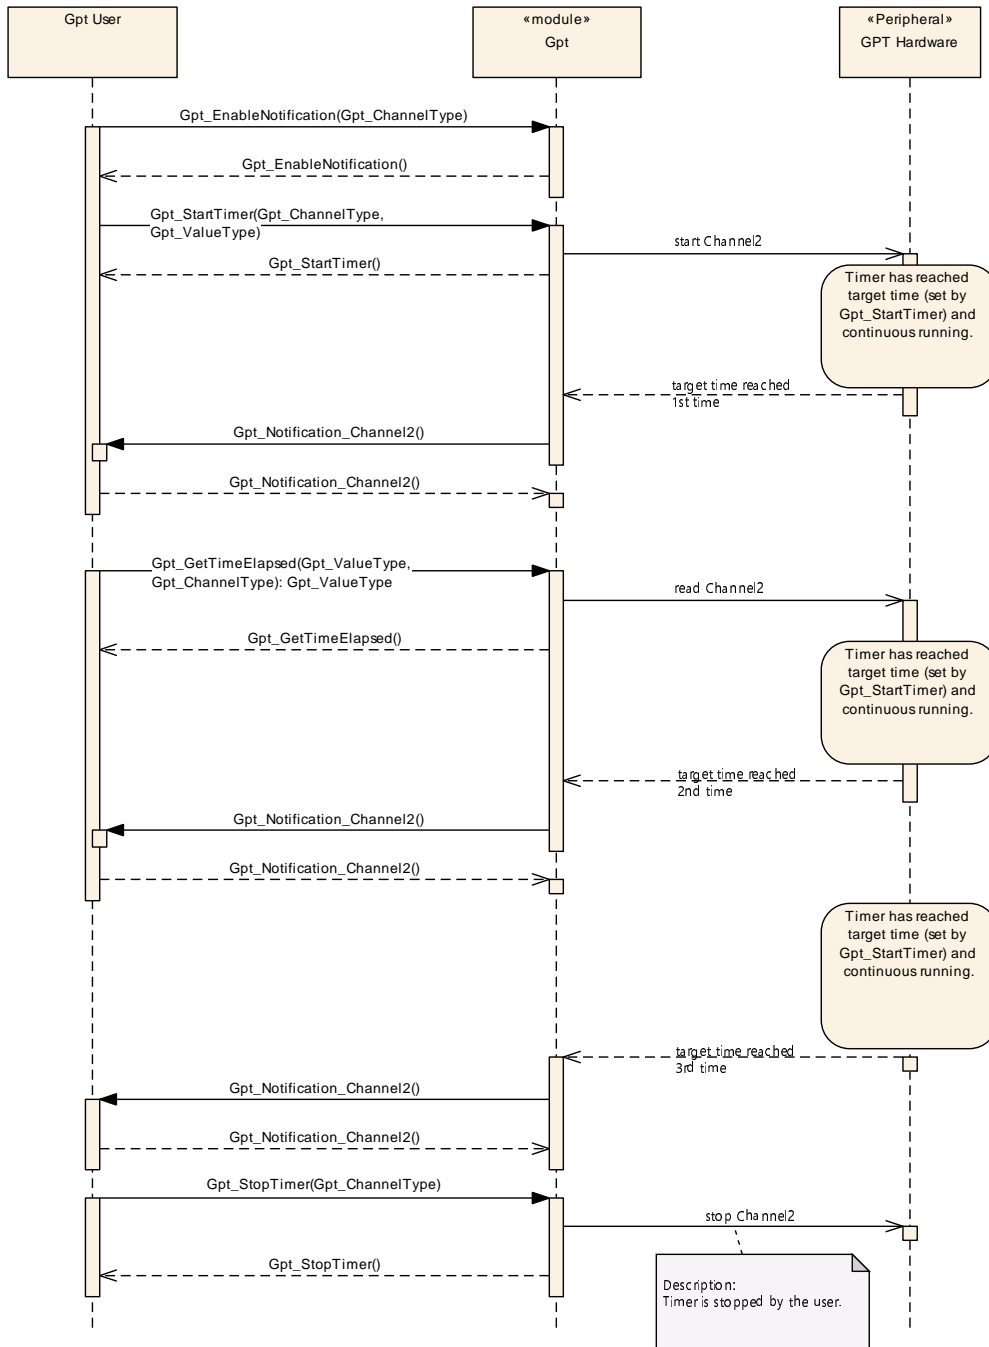 Gpt User
«module»
Gpt
«Peripheral»
GPT Hardware
Gpt_EnableNotification(Gpt_ChannelType)
Gpt_EnableNotification()
Gpt_StartTimer(Gpt_ChannelType,
Gpt_ValueType)
start Channel2
Gpt_StartTimer()
Timer has reached
target time (set by
Gpt_StartTimer) and
continuous running.
target time reached
1st time
Gpt_Notification_Channel2()
Gpt_Notification_Channel2()
Gpt_GetTimeElapsed(Gpt_ValueType,
Gpt_ChannelType): Gpt_ValueType
read Channel2
Gpt_GetTimeElapsed()
Timer has reached
target time (set by
Gpt_StartTimer) and
continuous running.
target time reached
2nd time
Gpt_Notification_Channel2()
Gpt_Notification_Channel2()
Timer has reached
target time (set by
Gpt_StartTimer) and
continuous running.
target time reached
3rd time
Gpt_Notification_Channel2()
Gpt_Notification_Channel2()
Gpt_StopTimer(Gpt_ChannelType)
stop Channel2
Gpt_StopTimer()
Description:
Timer is stopped by the user.